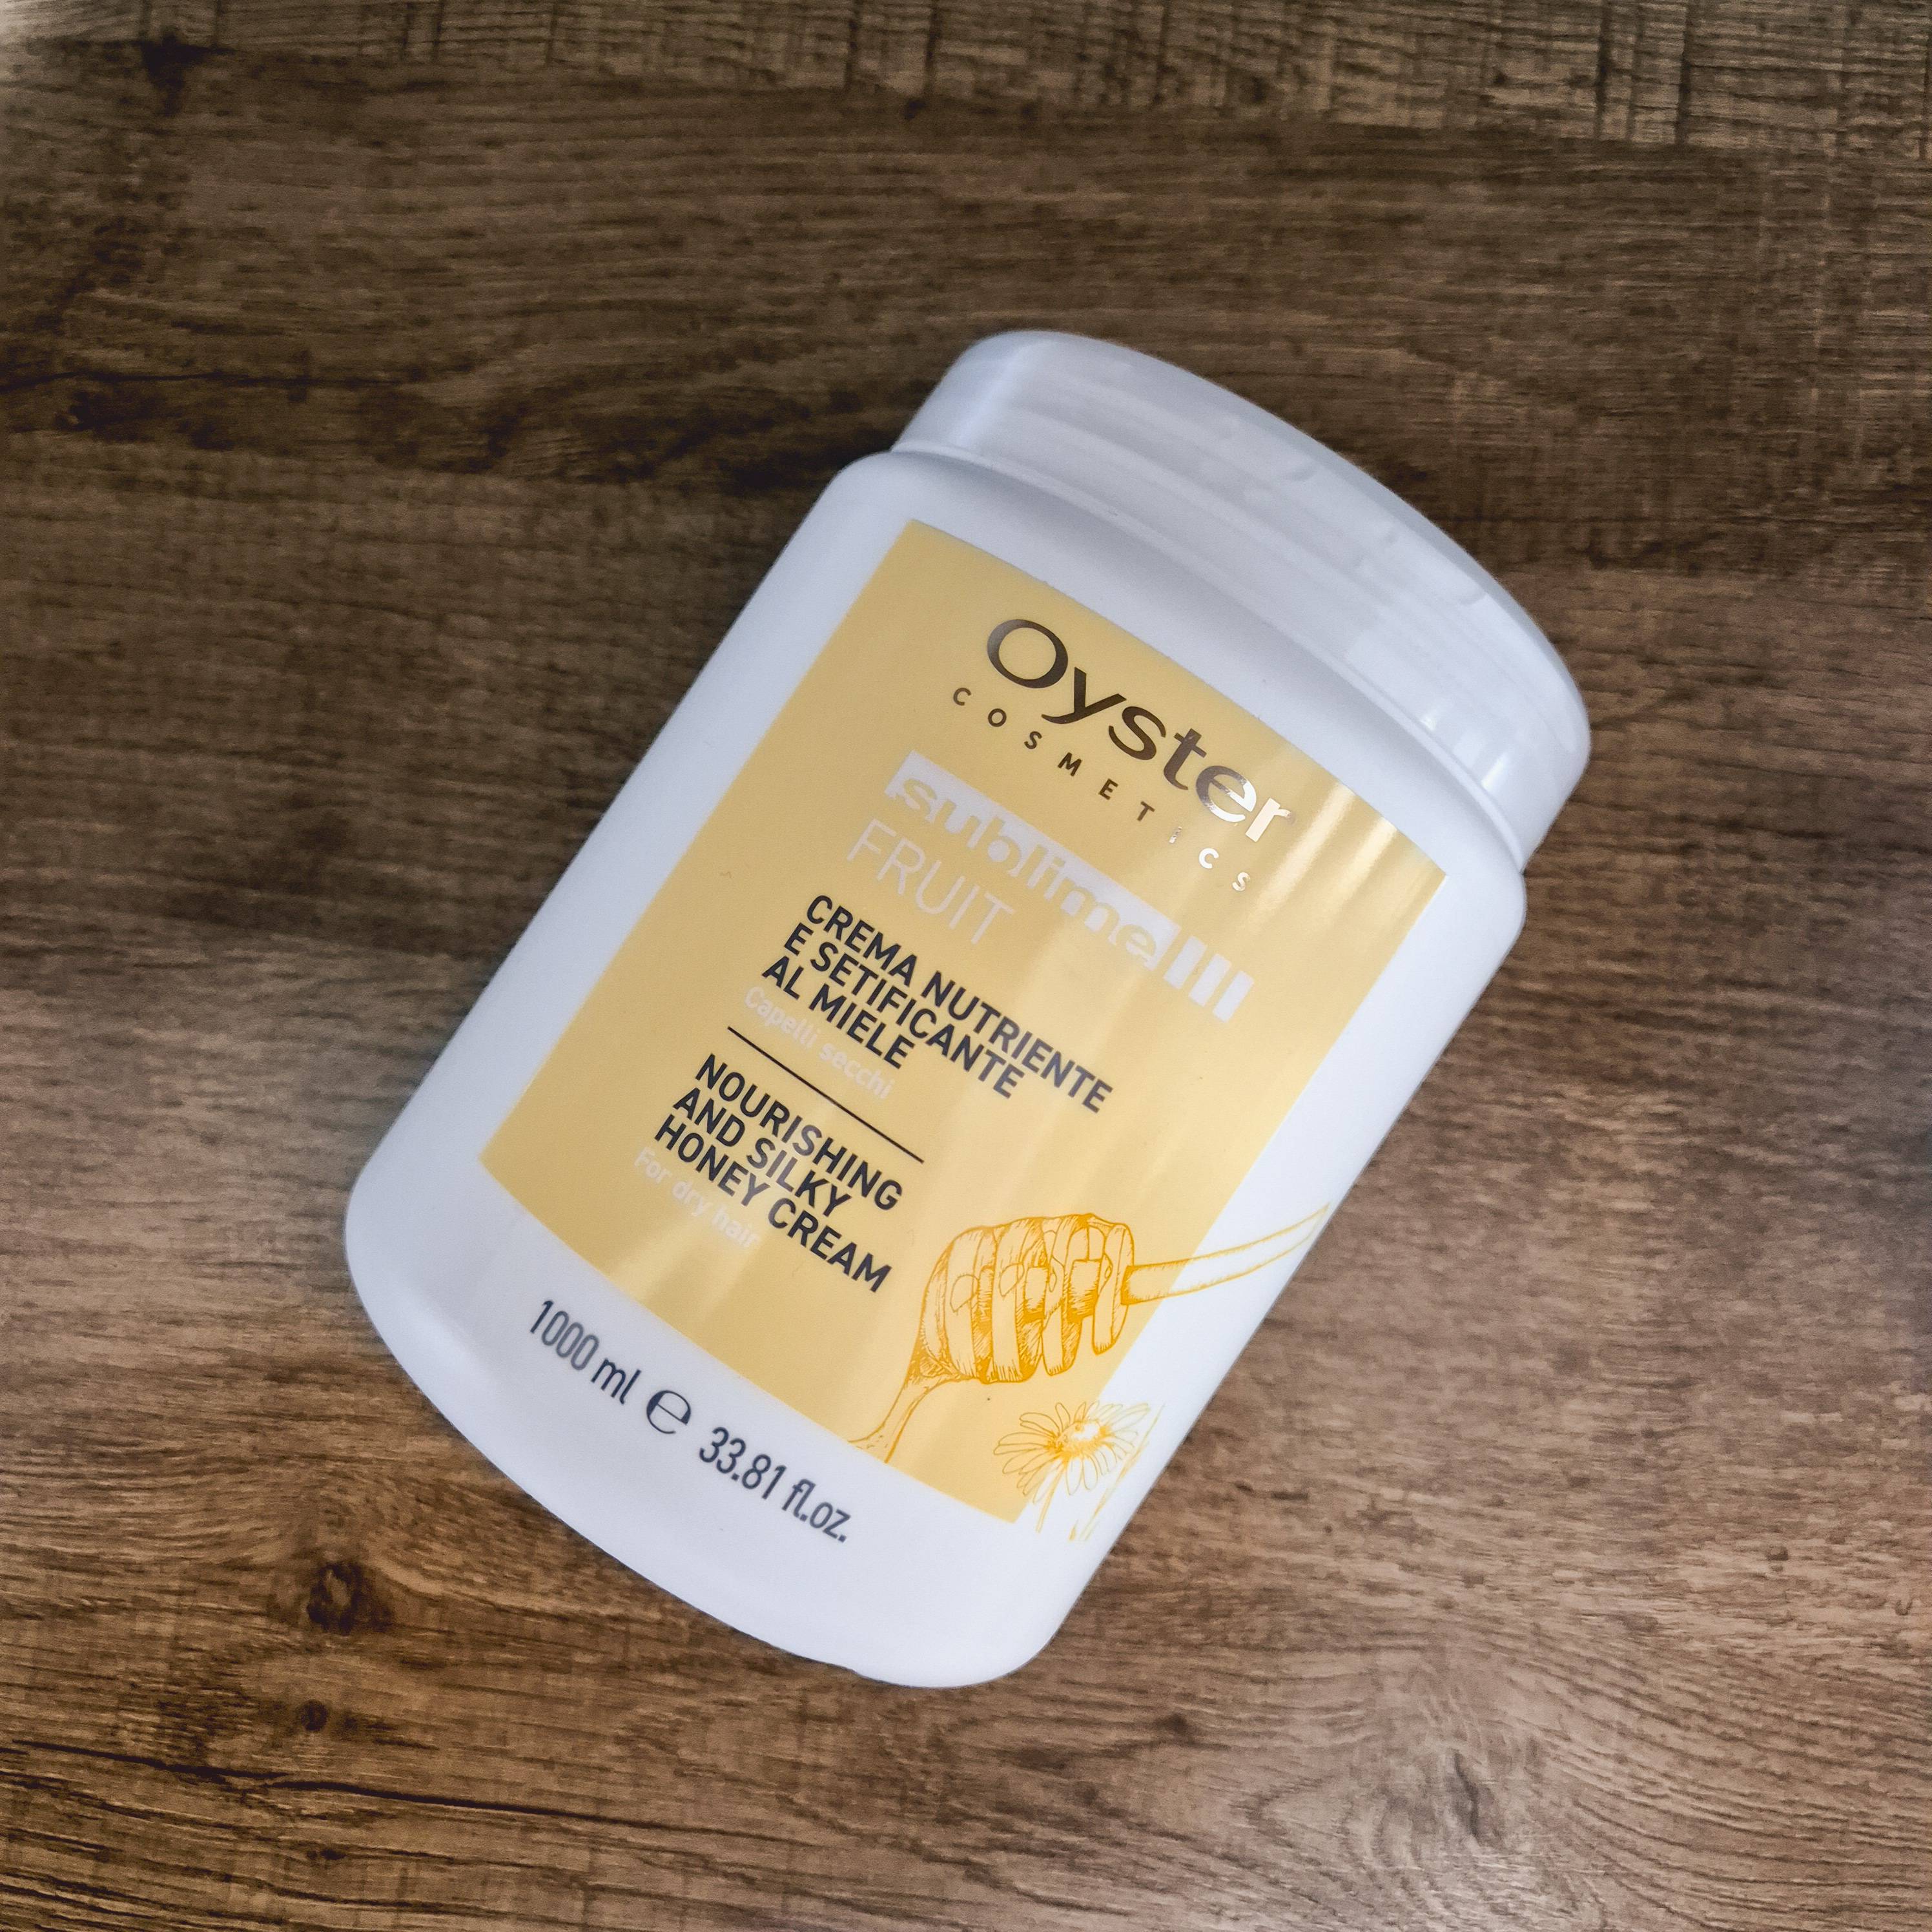 Oyster
COSMETICS
sublime
FRUIT
CREMA NUTRIENTE
E SETIFICANTE
AL MIELE
Capelli secchi
NOURISHING
AND SILKY
HONEY CREAM
For dry hair
1000 ml ℮ 33.81 fl.oz.